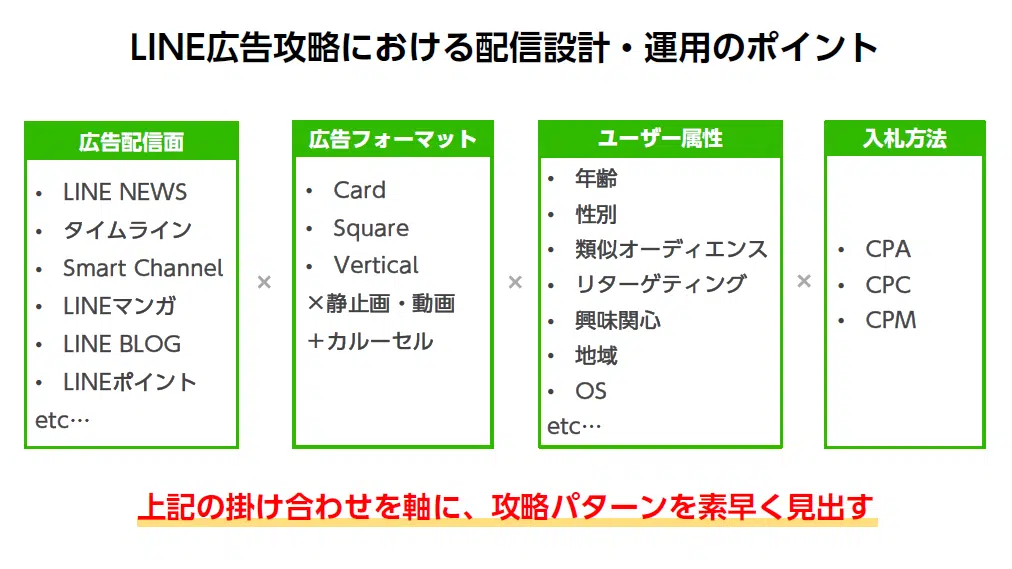 LINE広告攻略における配信設計・運用のポイント
広告配信面
• LINE NEWS
• タイムライン
• Smart Channel
• LINEマンガ
• LINE BLOG
• LINEポイント
etc…
×
広告フォーマット
• Card
• Square
• Vertical
×静止画・動画
＋カルーセル
×
ユーザー属性
• 年齢
• 性別
• 類似オーディエンス
• リターゲティング
• 興味関心
• 地域
• OS
etc…
×
入札方法
• CPA
• CPC
• CPM
上記の掛け合わせを軸に、攻略パターンを素早く見出す